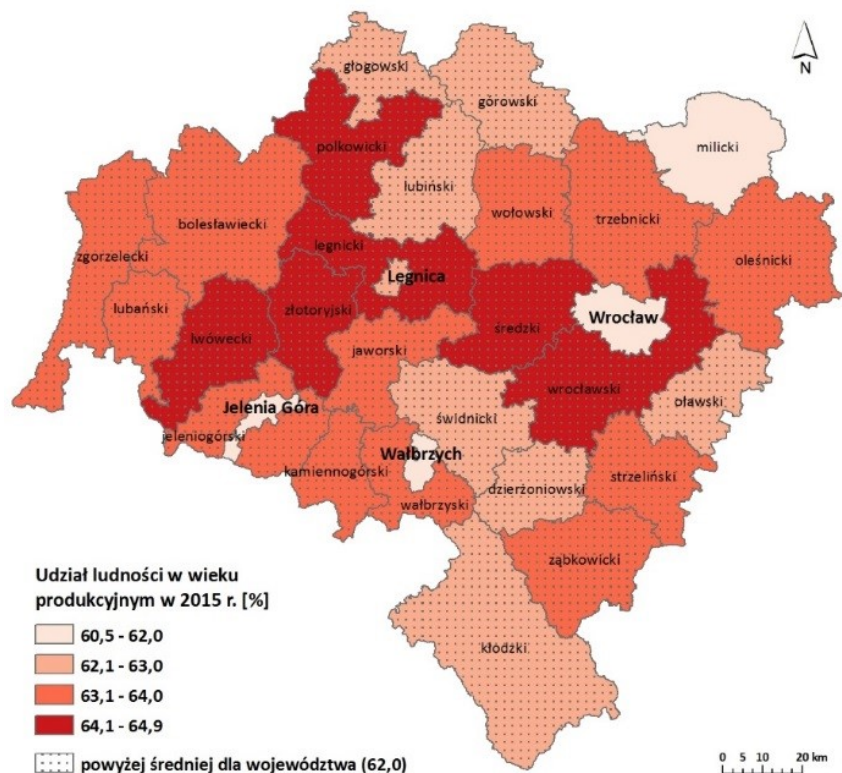 głogowski
N
górowski
milicki
polkowicki
lubiński
wołowski
trzebnicki
bolesławiecki
legnicki
zgorzelecki
oleśnicki
Legnica
lubański
złotoryjski
średzki
Wrocław
lwówecki
jaworski
wrocławski
Jelenia Góra
oławski
świdnicki
jeleniogórski
Wałbrzych
kamiennogórski
strzeliński
dzierżoniowski
wałbrzyski
ząbkowicki
Udział ludności w wieku
produkcyjnym w 2015 r. [%]
60,5 - 62,0
62,1 - 63,0
kłodzki
63,1 - 64,0
64,1 - 64,9
powyżej średniej dla województwa (62,0)
0 5 10 20 km